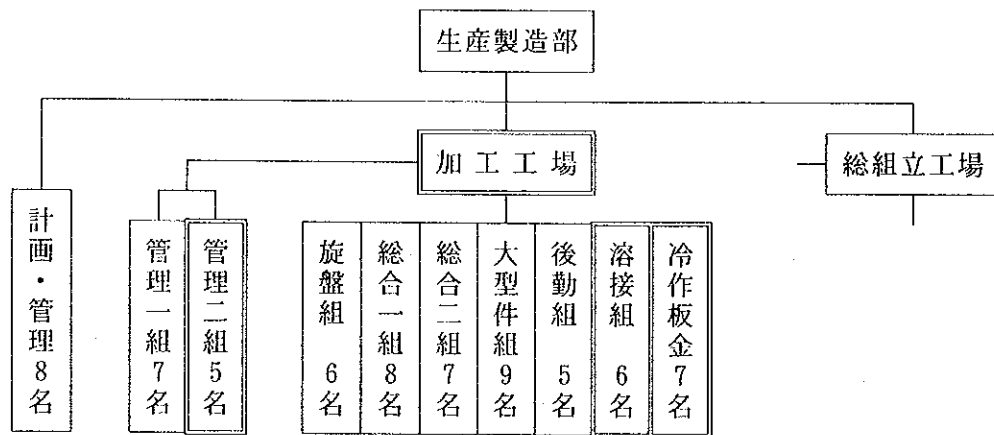 生産製造部
加工工場
総組立工場
計画・管理8名
管理一組7名
管理二組5名
旋盤組 6名
総合一組8名
総合二組7名
大型件組9名
後勤組 5名
溶接組 6名
冷作板金7名